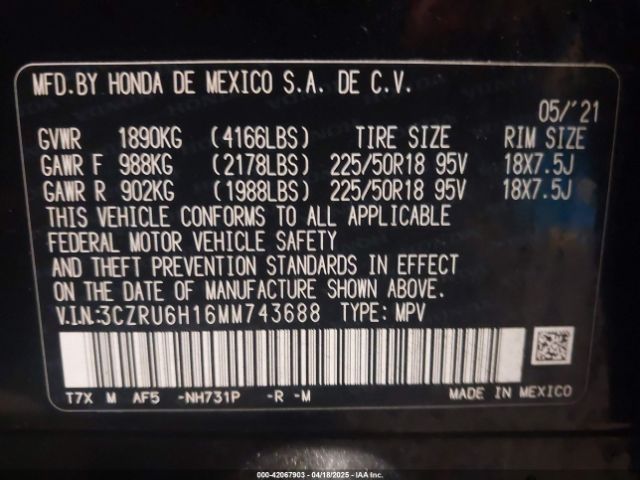 MFD.BY HONDA DE MEXICO S.A. DE C.V.
05/'21
GVWR 1890KG (4166LBS) TIRE SIZE RIM SIZE
GAWR F 988KG (2178LBS) 225/50R18 95V 18X7.5J
GAWR R 902KG (1988LBS) 225/50R18 95V 18X7.5J
THIS VEHICLE CONFORMS TO ALL APPLICABLE
FEDERAL MOTOR VEHICLE SAFETY
AND THEFT PREVENTION STANDARDS IN EFFECT
ON THE DATE OF MANUFACTURE SHOWN ABOVE.
V.I.N:3CZRU6H16MM743688 TYPE: MPV
T7X M AF5 -NH731P -R -M MADE IN MEXICO
000-42067903 - 04/18/2025 - IAA Inc.